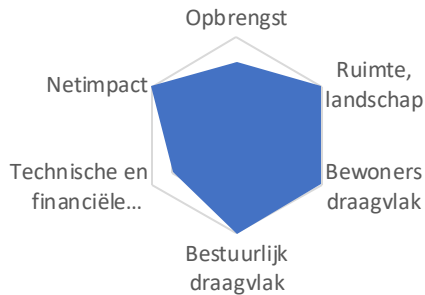 Opbrengst
Ruimte,
landschap
Bewoners
draagvlak
Bestuurlijk
draagvlak
Technische en
financiële...
Netimpact